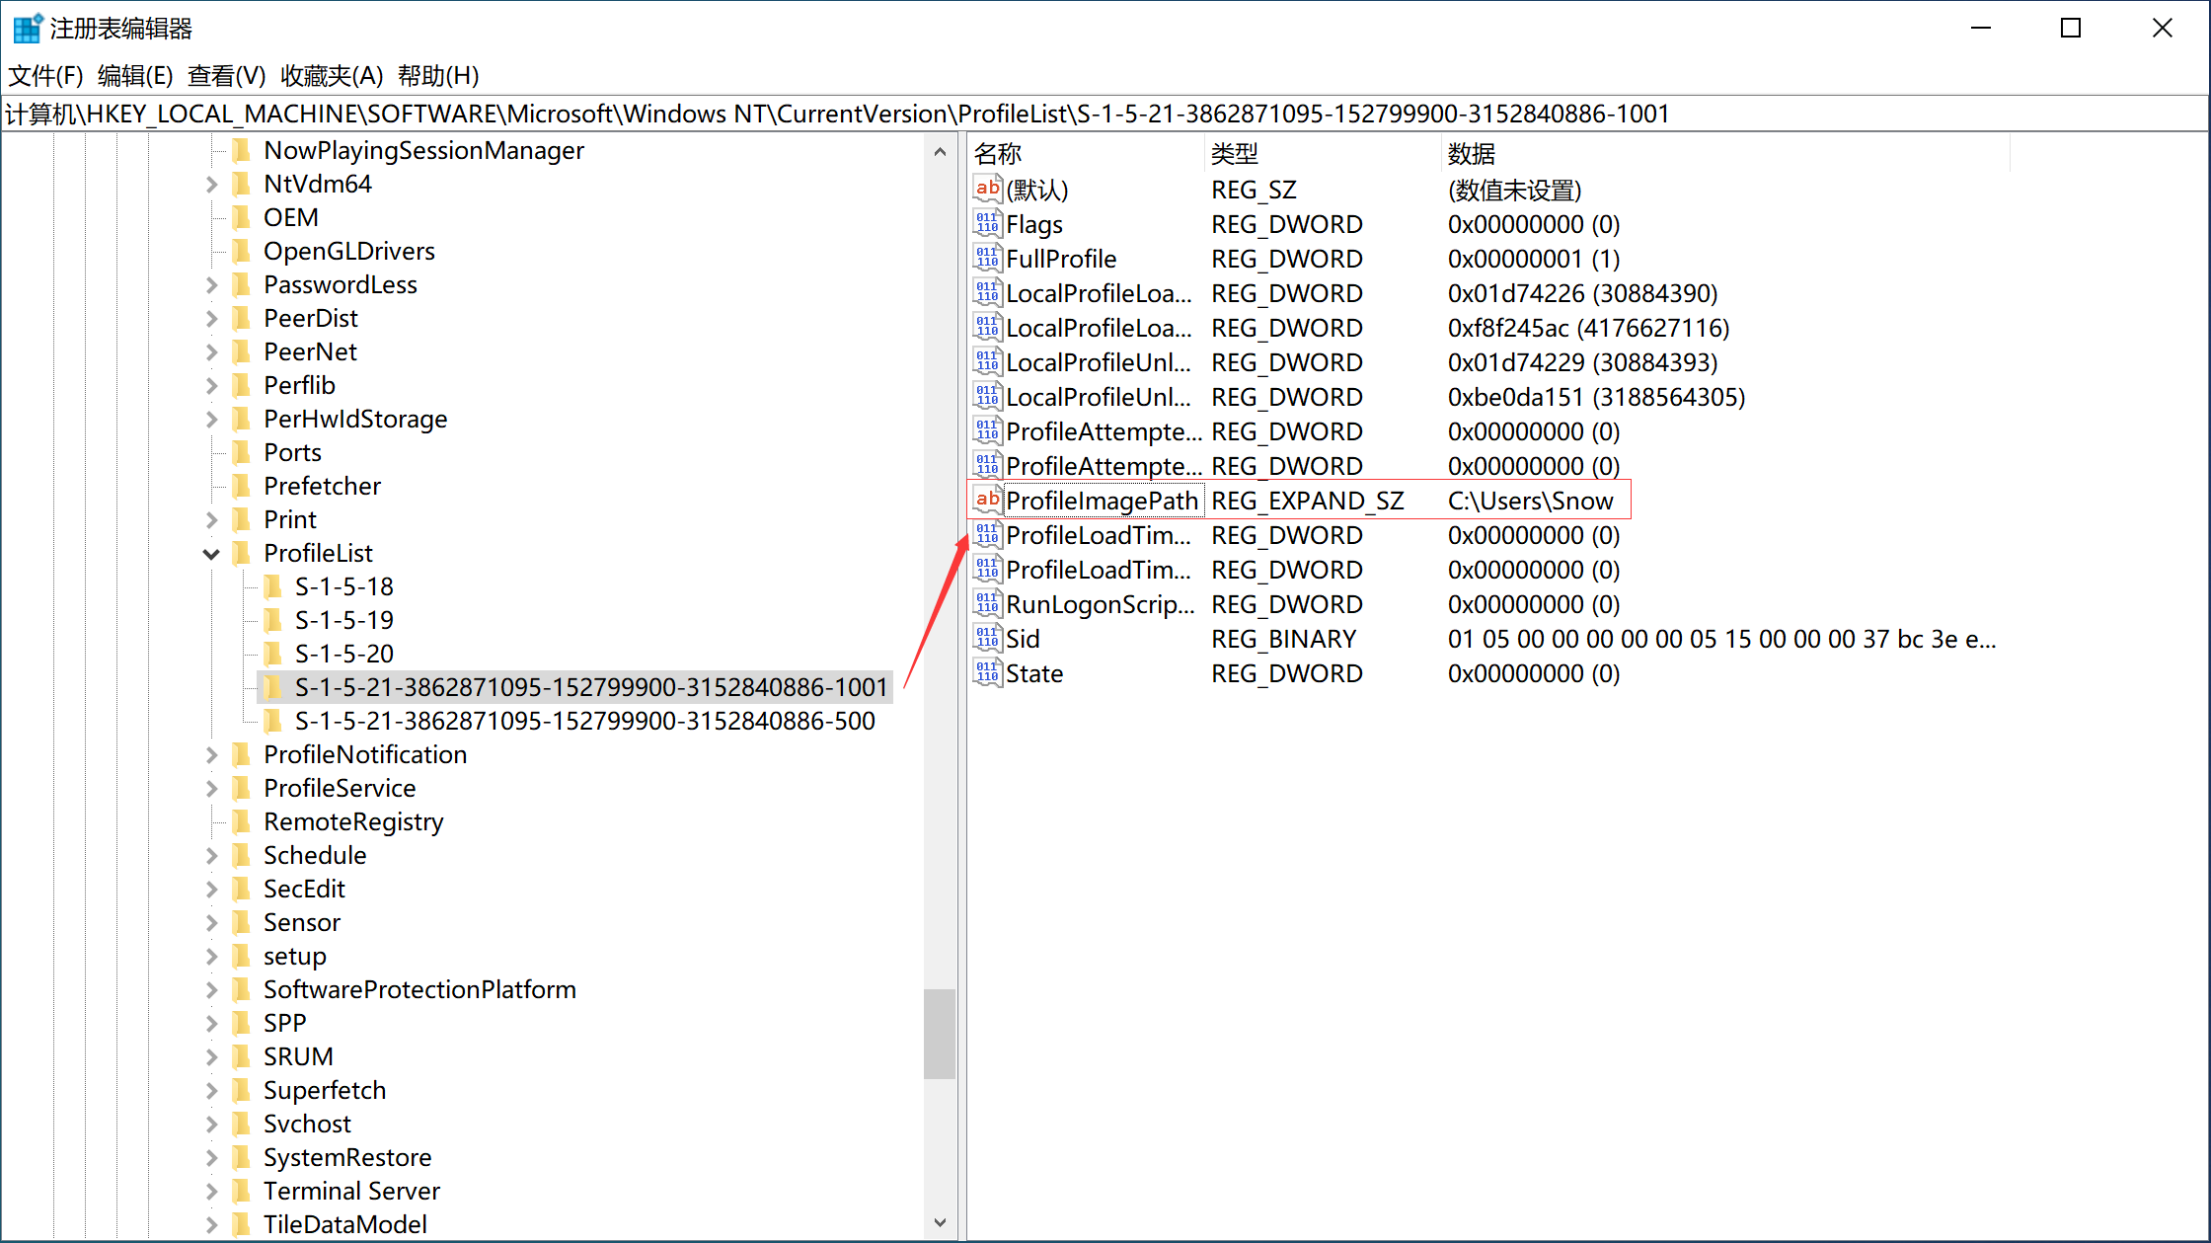 注册表编辑器
文件(F) 编辑(E) 查看(V) 收藏夹(A) 帮助(H)
计算机\HKEY_LOCAL_MACHINE\SOFTWARE\Microsoft\Windows NT\CurrentVersion\ProfileList\S-1-5-21-3862871095-152799900-3152840886-1001
NowPlayingSessionManager
NtVdm64
OEM
OpenGLDrivers
PasswordLess
PeerDist
PeerNet
Perflib
PerHwIdStorage
Ports
Prefetcher
Print
ProfileList
S-1-5-18
S-1-5-19
S-1-5-20
S-1-5-21-3862871095-152799900-3152840886-1001
S-1-5-21-3862871095-152799900-3152840886-500
ProfileNotification
ProfileService
RemoteRegistry
Schedule
SecEdit
Sensor
setup
SoftwareProtectionPlatform
SPP
SRUM
Superfetch
Svchost
SystemRestore
Terminal Server
TileDataModel
名称 类型 数据
(默认) REG_SZ (数值未设置)
Flags REG_DWORD 0x00000000 (0)
FullProfile REG_DWORD 0x00000001 (1)
LocalProfileLoa... REG_DWORD 0x01d74226 (30884390)
LocalProfileLoa... REG_DWORD 0xf8f245ac (4176627116)
LocalProfileUnl... REG_DWORD 0x01d74229 (30884393)
LocalProfileUnl... REG_DWORD 0xbe0da151 (3188564305)
ProfileAttempte... REG_DWORD 0x00000000 (0)
ProfileAttempte... REG_DWORD 0x00000000 (0)
ProfileImagePath REG_EXPAND_SZ C:\Users\Snow
ProfileLoadTim... REG_DWORD 0x00000000 (0)
ProfileLoadTim... REG_DWORD 0x00000000 (0)
RunLogonScrip... REG_DWORD 0x00000000 (0)
Sid REG_BINARY 01 05 00 00 00 00 00 05 15 00 00 00 37 bc 3e e...
State REG_DWORD 0x00000000 (0)